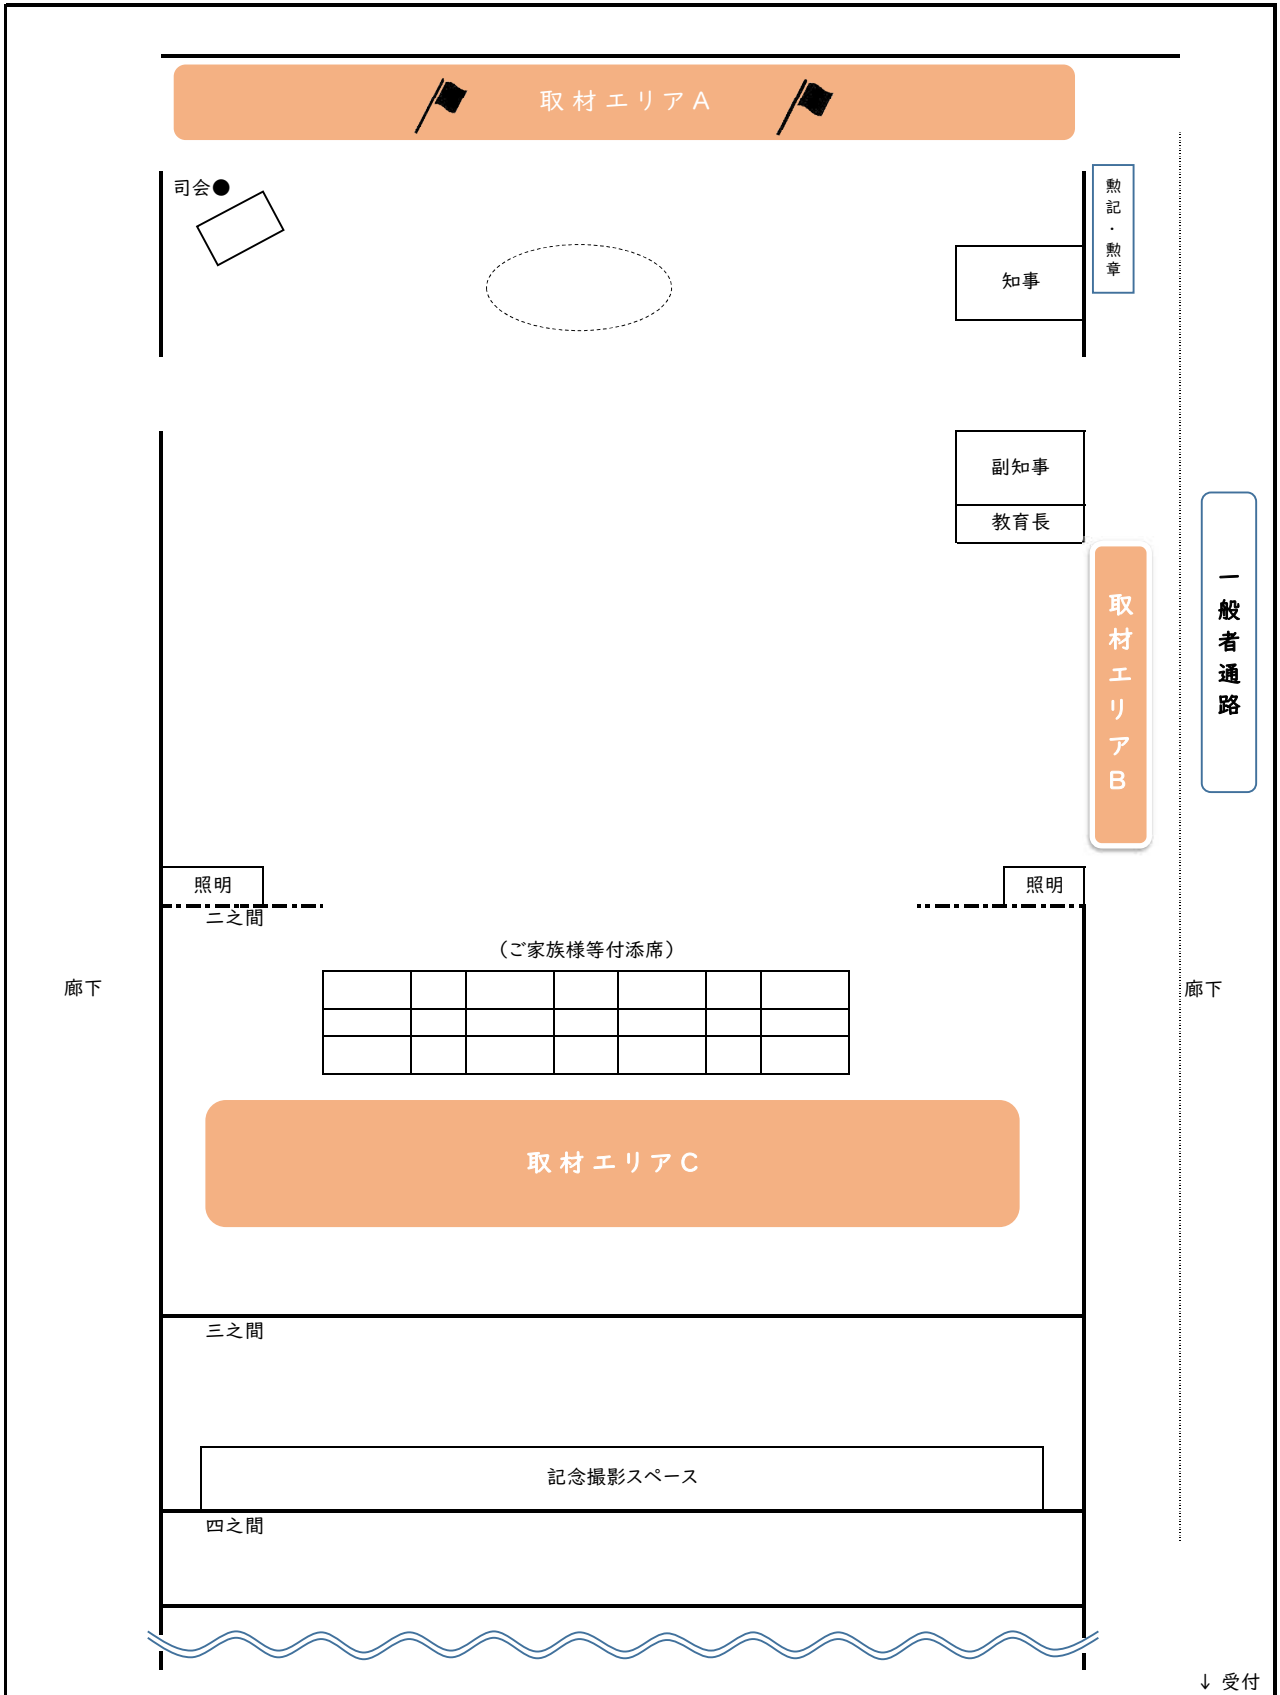 取材エリアA
司会●
勲記・勲章
知事
副知事
教育長
取材エリアB
一般者通路
照明
照明
二之間
（ご家族様等付添席）
廊下
廊下
取材エリアC
三之間
記念撮影スペース
四之間
↓ 受付